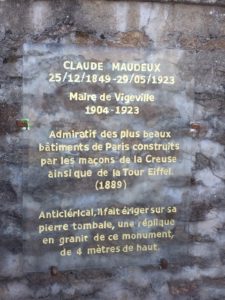 CLAUDE MAUDEUX
25/12/1849-29/05/1923
Maire de Vigeville
1904-1923
Admiratif des plus beaux
bâtiments de Paris construits
par les maçons de la Creuse
ainsi que de la Tour Eiffel.
(1889)
Anticlérical, il fait ériger sur sa
pierre tombale, une réplique
en granit de ce monument,
de 4 mètres de haut.